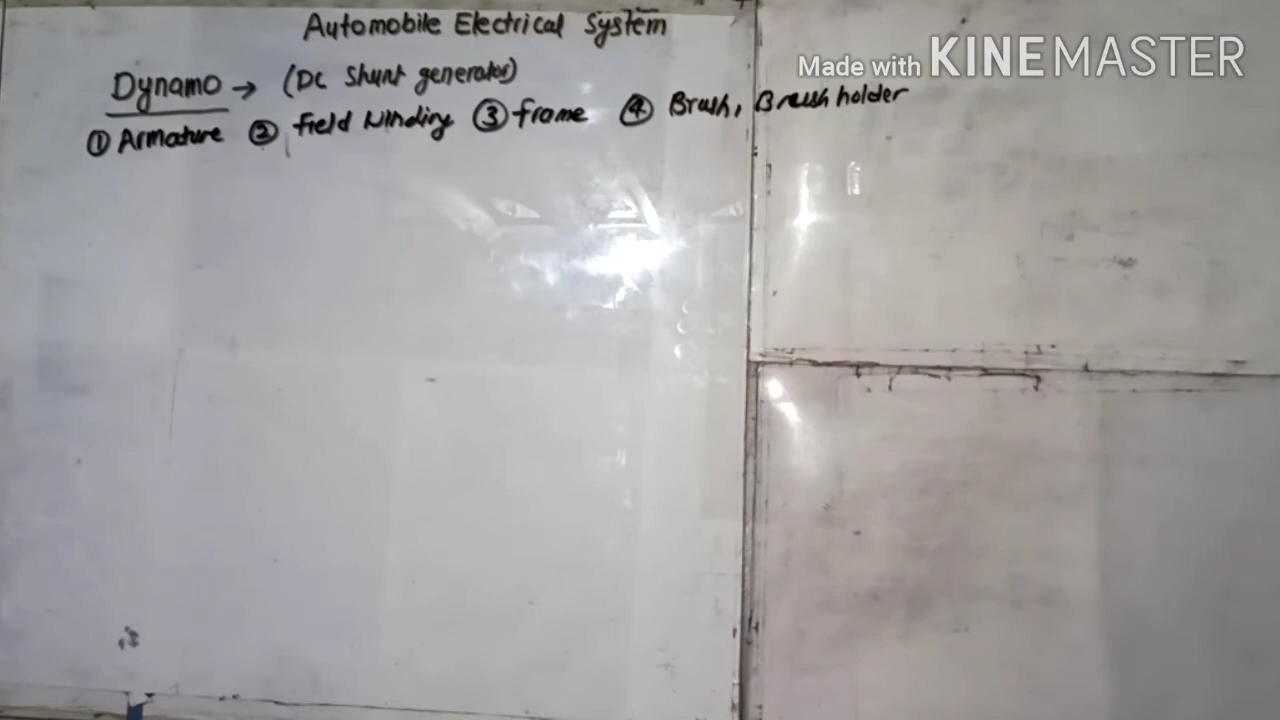 Automobile Electrical System
Made with KINEMASTER
Dynamo → (DC Shunt generator)
① Armature ② field winding ③ frame ④ Brush, Brush holder